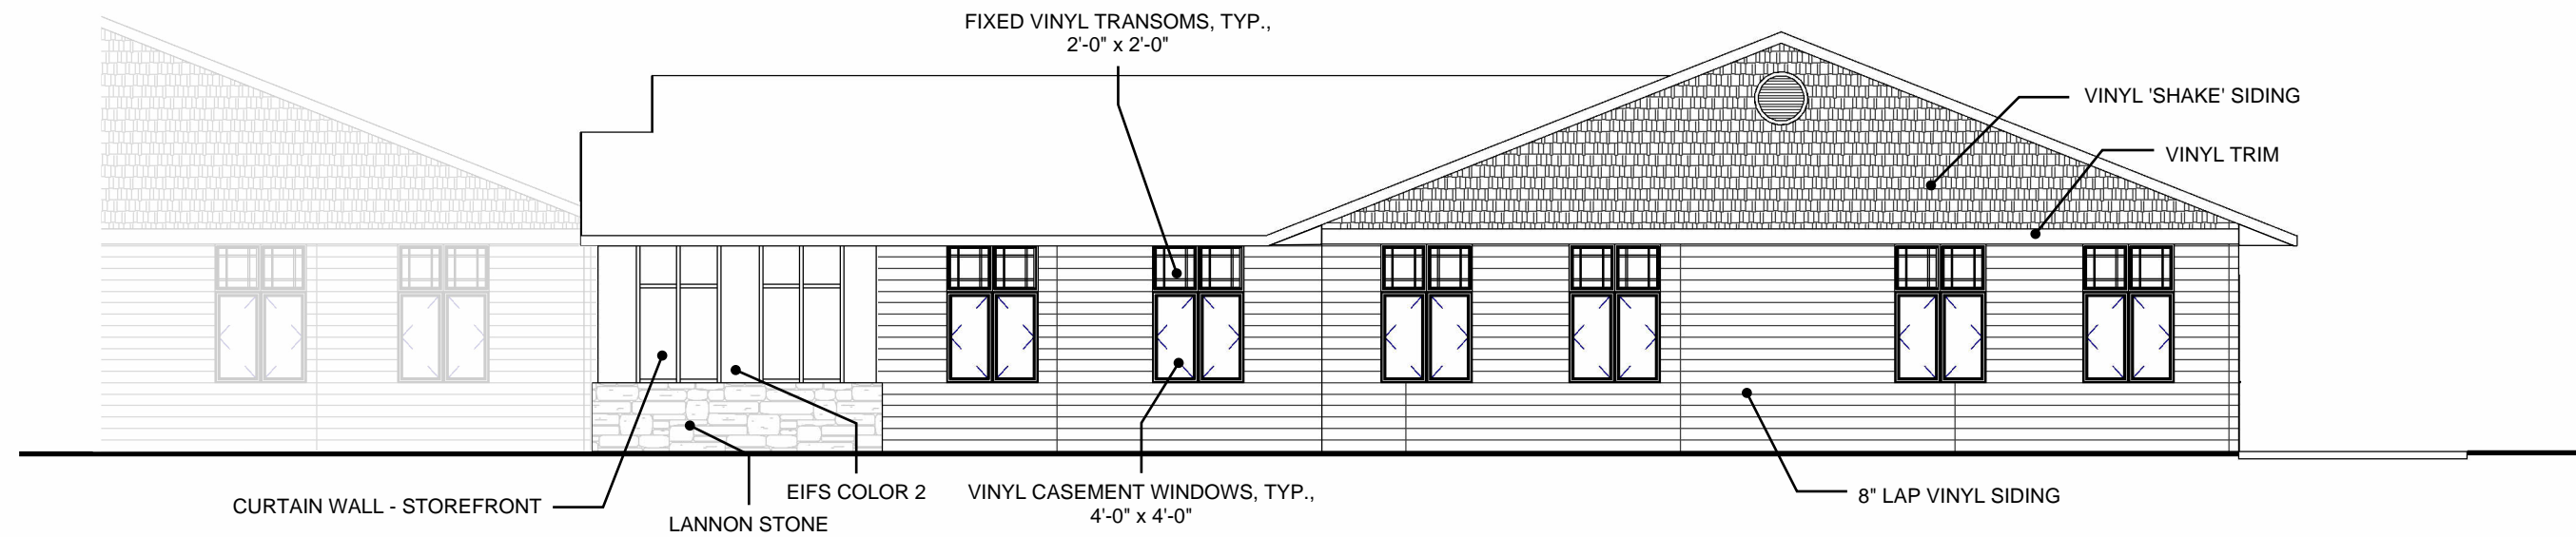 FIXED VINYL TRANSOMS, TYP.,
2'-0" x 2'-0"
VINYL 'SHAKE' SIDING
VINYL TRIM
CURTAIN WALL - STOREFRONT
LANNON STONE
EIFS COLOR 2
VINYL CASEMENT WINDOWS, TYP.,
4'-0" x 4'-0"
8" LAP VINYL SIDING